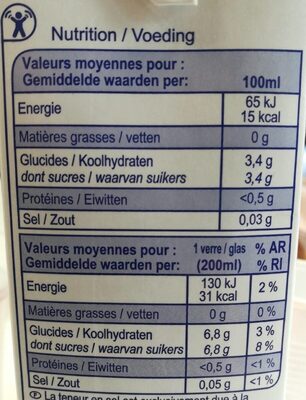 Nutrition / Voeding
Valeurs moyennes pour :
Gemiddelde waarden per: 100ml
Energie 65 kJ
15 kcal
Matières grasses / vetten 0 g
Glucides / Koolhydraten 3,4 g
dont sucres / waarvan suikers 3,4 g
Protéines / Eiwitten <0,5 g
Sel / Zout 0,03 g
Valeurs moyennes pour : 1 verre / glas % AR
Gemiddelde waarden per: (200ml) % RI
Energie 130 kJ 2 %
31 kcal
Matières grasses / vetten 0 g 0 %
Glucides / Koolhydraten 6,8 g 3 %
dont sucres / waarvan suikers 6,8 g 8 %
Protéines / Eiwitten <0,5 g <1 %
Sel / Zout 0,05 g <1 %
La teneur en sel est exclusivement due à la